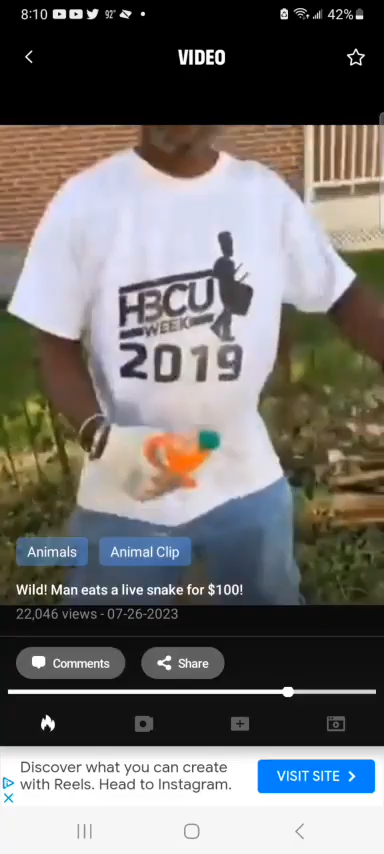 8:10 92° 42%
VIDEO
HBCU
WEEK
2019
Animals Animal Clip
Wild! Man eats a live snake for $100!
22,046 views - 07-26-2023
Comments Share
Discover what you can create
with Reels. Head to Instagram.
VISIT SITE